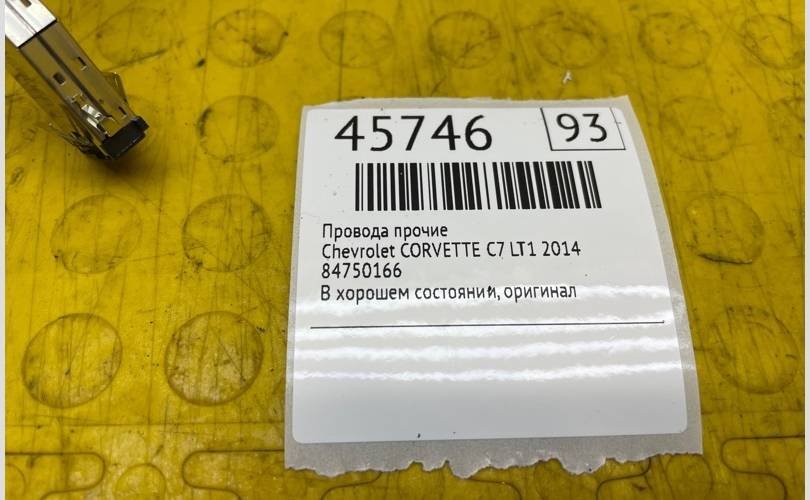 45746 93
Провода прочие
Chevrolet CORVETTE C7 LT1 2014
84750166
В хорошем состоянии, оригинал